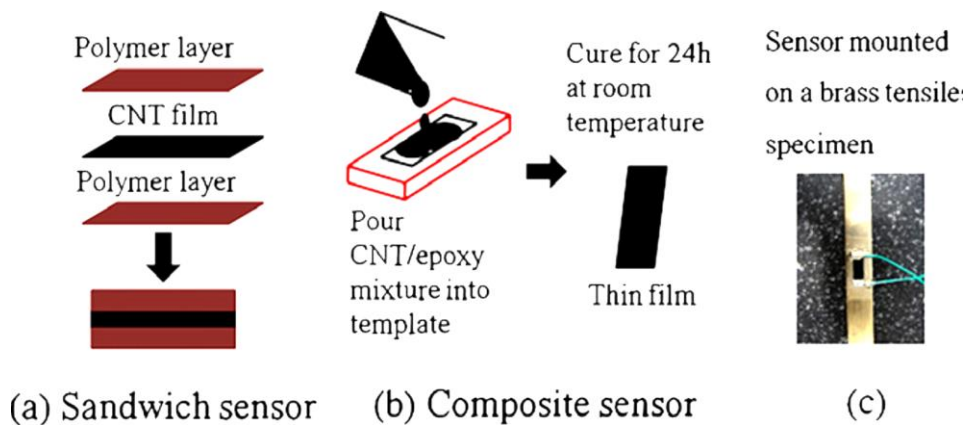 Polymer layer
CNT film
Polymer layer
(a) Sandwich sensor
Pour
CNT/epoxy
mixture into
template
Cure for 24h
at room
temperature
Thin film
(b) Composite sensor
Sensor mounted
on a brass tensiles
specimen
(c)